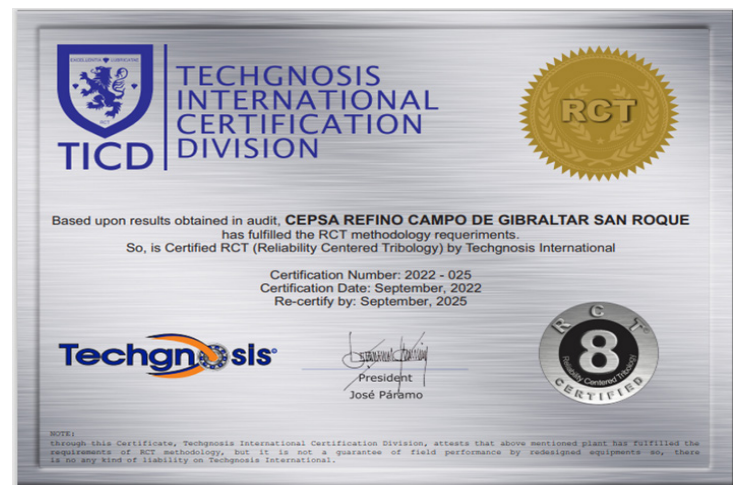 EXCELLENTIA LUBRICATAE
RCT
TICD
TECHGNOSIS
INTERNATIONAL
CERTIFICATION
DIVISION
RCT
Based upon results obtained in audit, CEPSA REFINO CAMPO DE GIBRALTAR SAN ROQUE
has fulfilled the RCT methodology requeriments.
So, is Certified RCT (Reliability Centered Tribology) by Techgnosis International
Certification Number: 2022 - 025
Certification Date: September, 2022
Re-certify by: September, 2025
Techgnosis®
President
José Páramo
RCT®
8
Reliability Centered Tribology
CERTIFIED
NOTE:
through this Certificate, Techgnosis International Certification Division, attests that above mentioned plant has fulfilled the
requirements of RCT methodology, but it is not a guarantee of field performance by redesigned equipments so, there
is no any kind of liability on Techgnosis International.